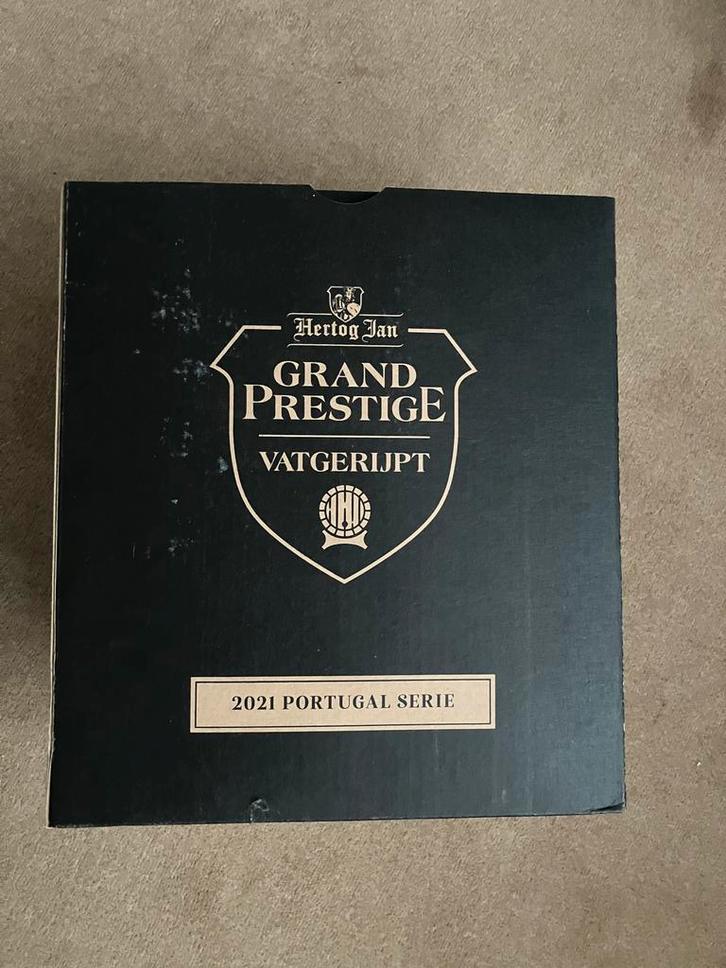 Hertog Jan
GRAND
PRESTIGE
VATGERIJPT
2021 PORTUGAL SERIE